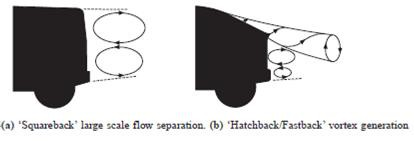 (a) 'Squareback' large scale flow separation. (b) 'Hatchback/Fastback' vortex generation